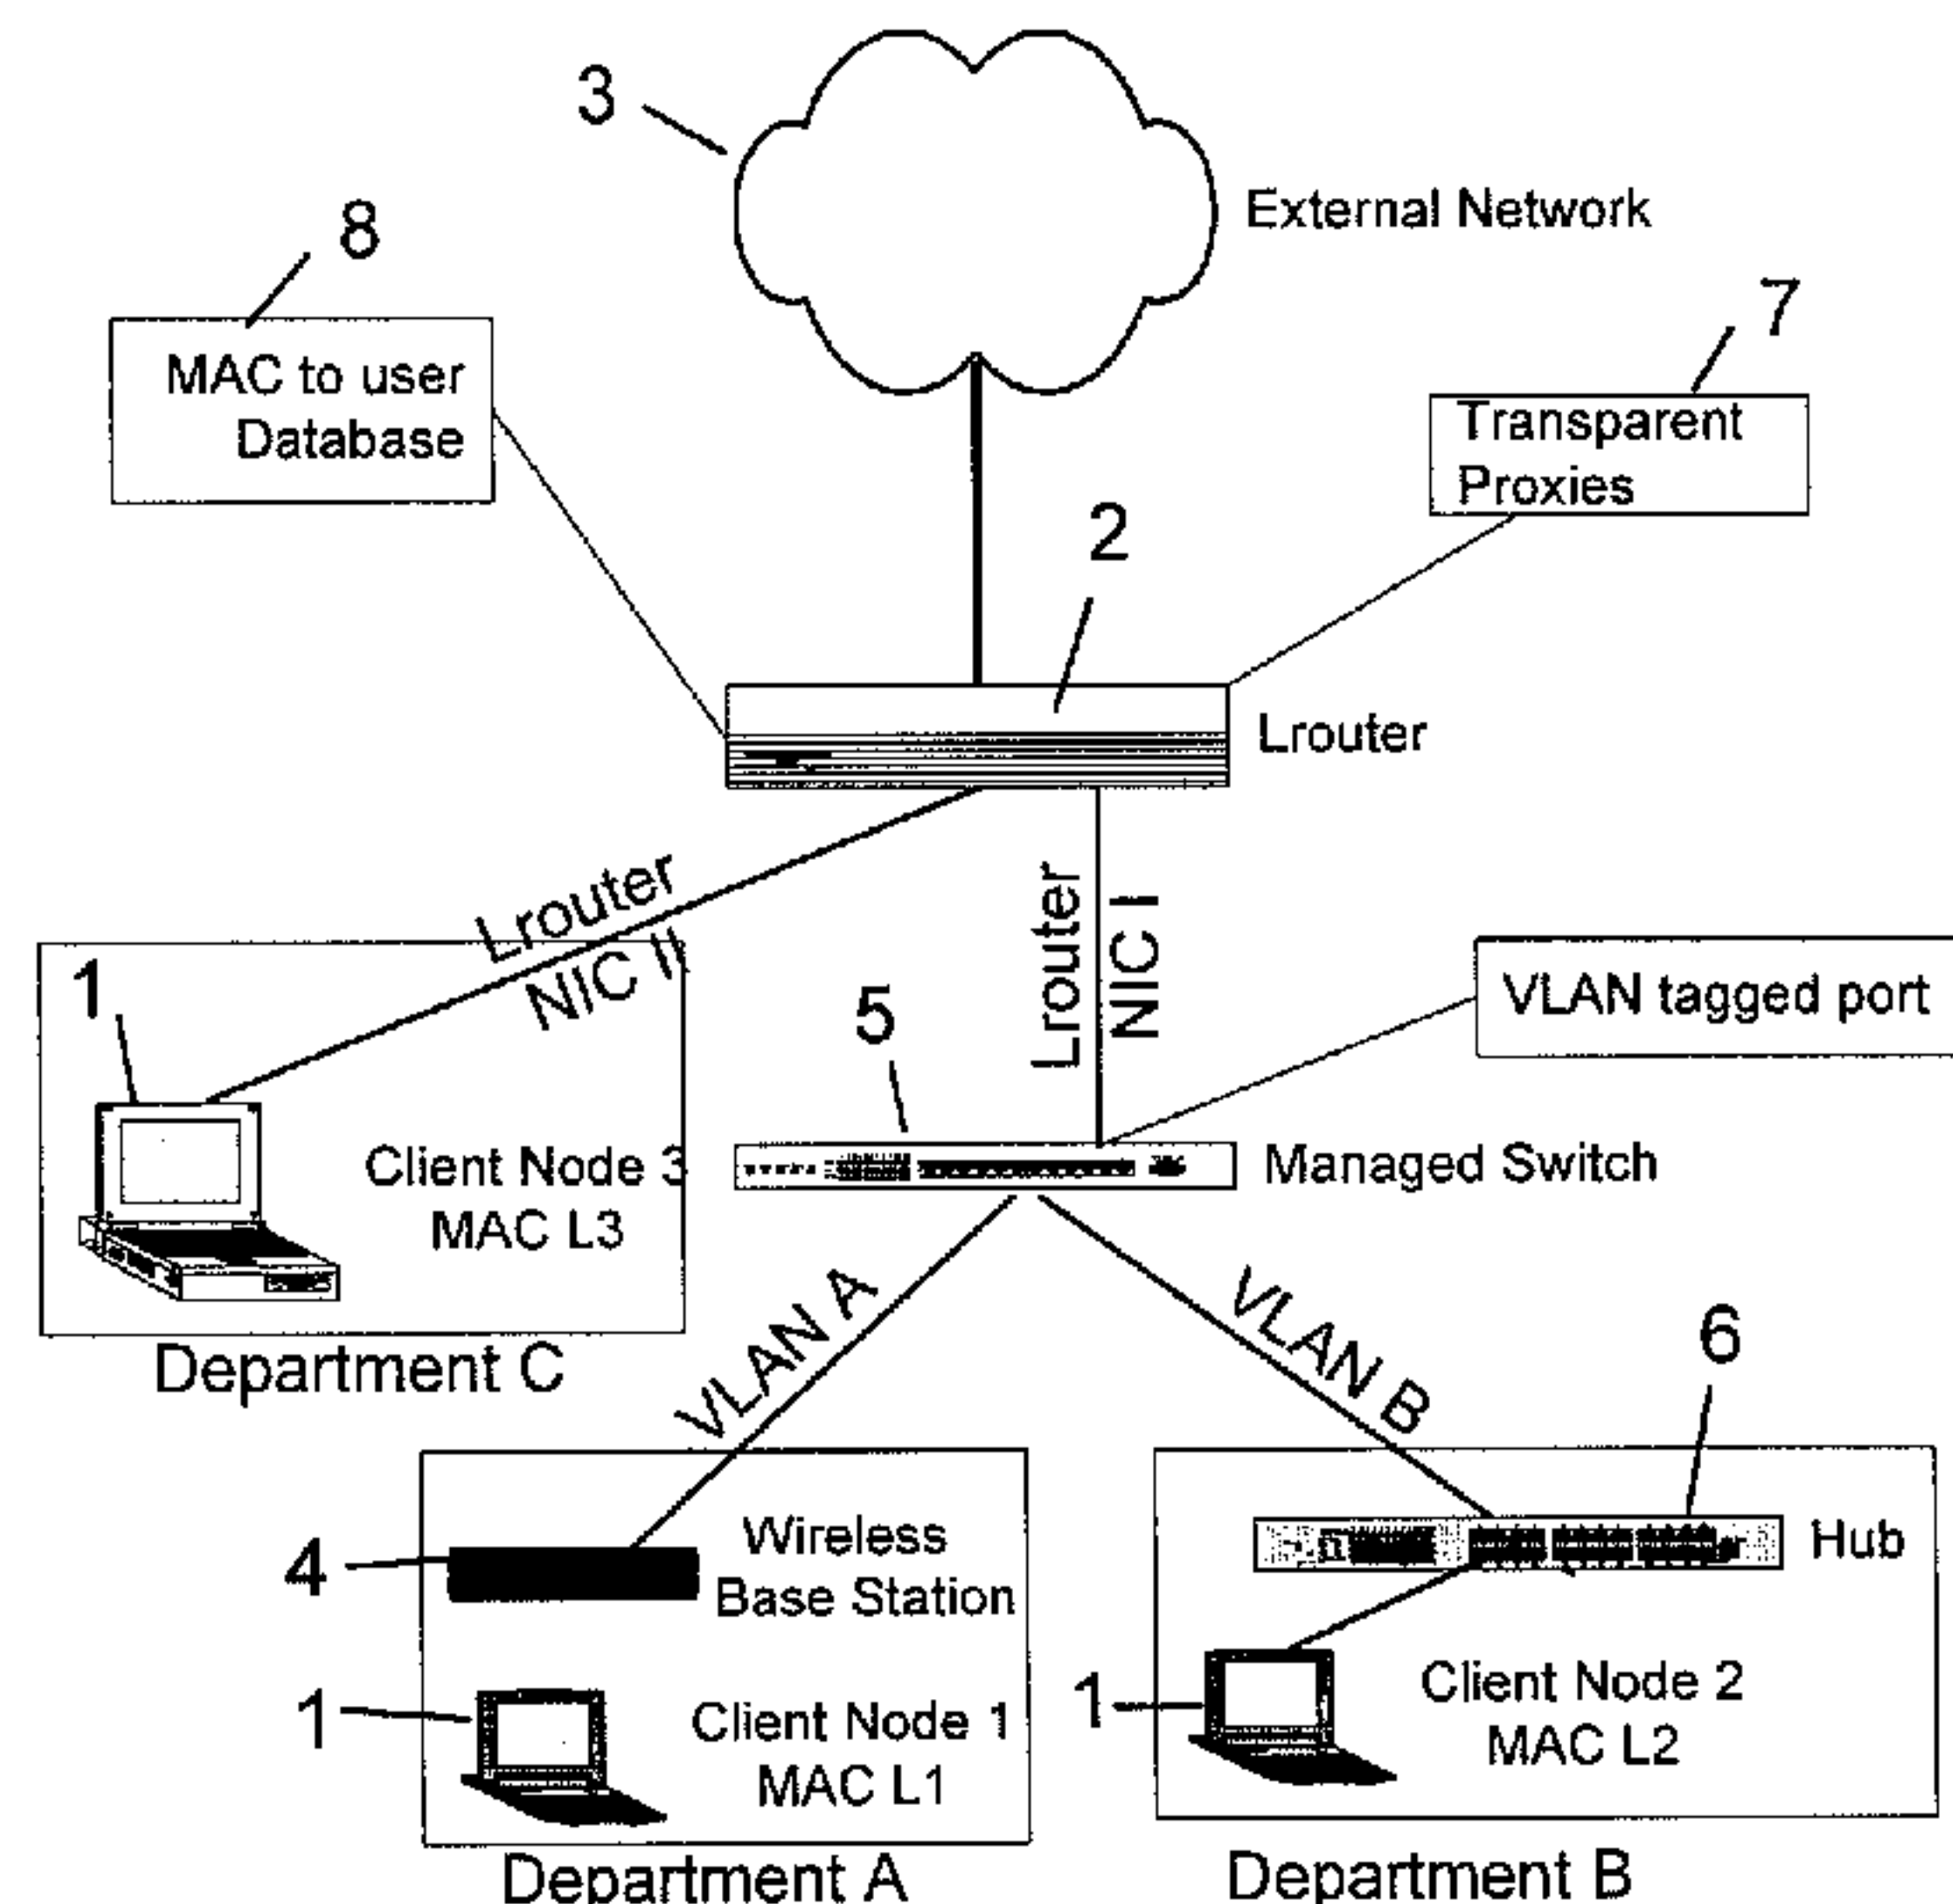 3
External Network
8
MAC to user
Database
7
Transparent
Proxies
2
Lrouter
Lrouter
NIC II
Lrouter
NIC I
VLAN tagged port
1
5
Client Node 3
MAC L3
Managed Switch
Department C
VLAN A
VLAN B
6
4
Wireless
Base Station
Hub
1
Client Node 1
MAC L1
1
Client Node 2
MAC L2
Department A
Department B